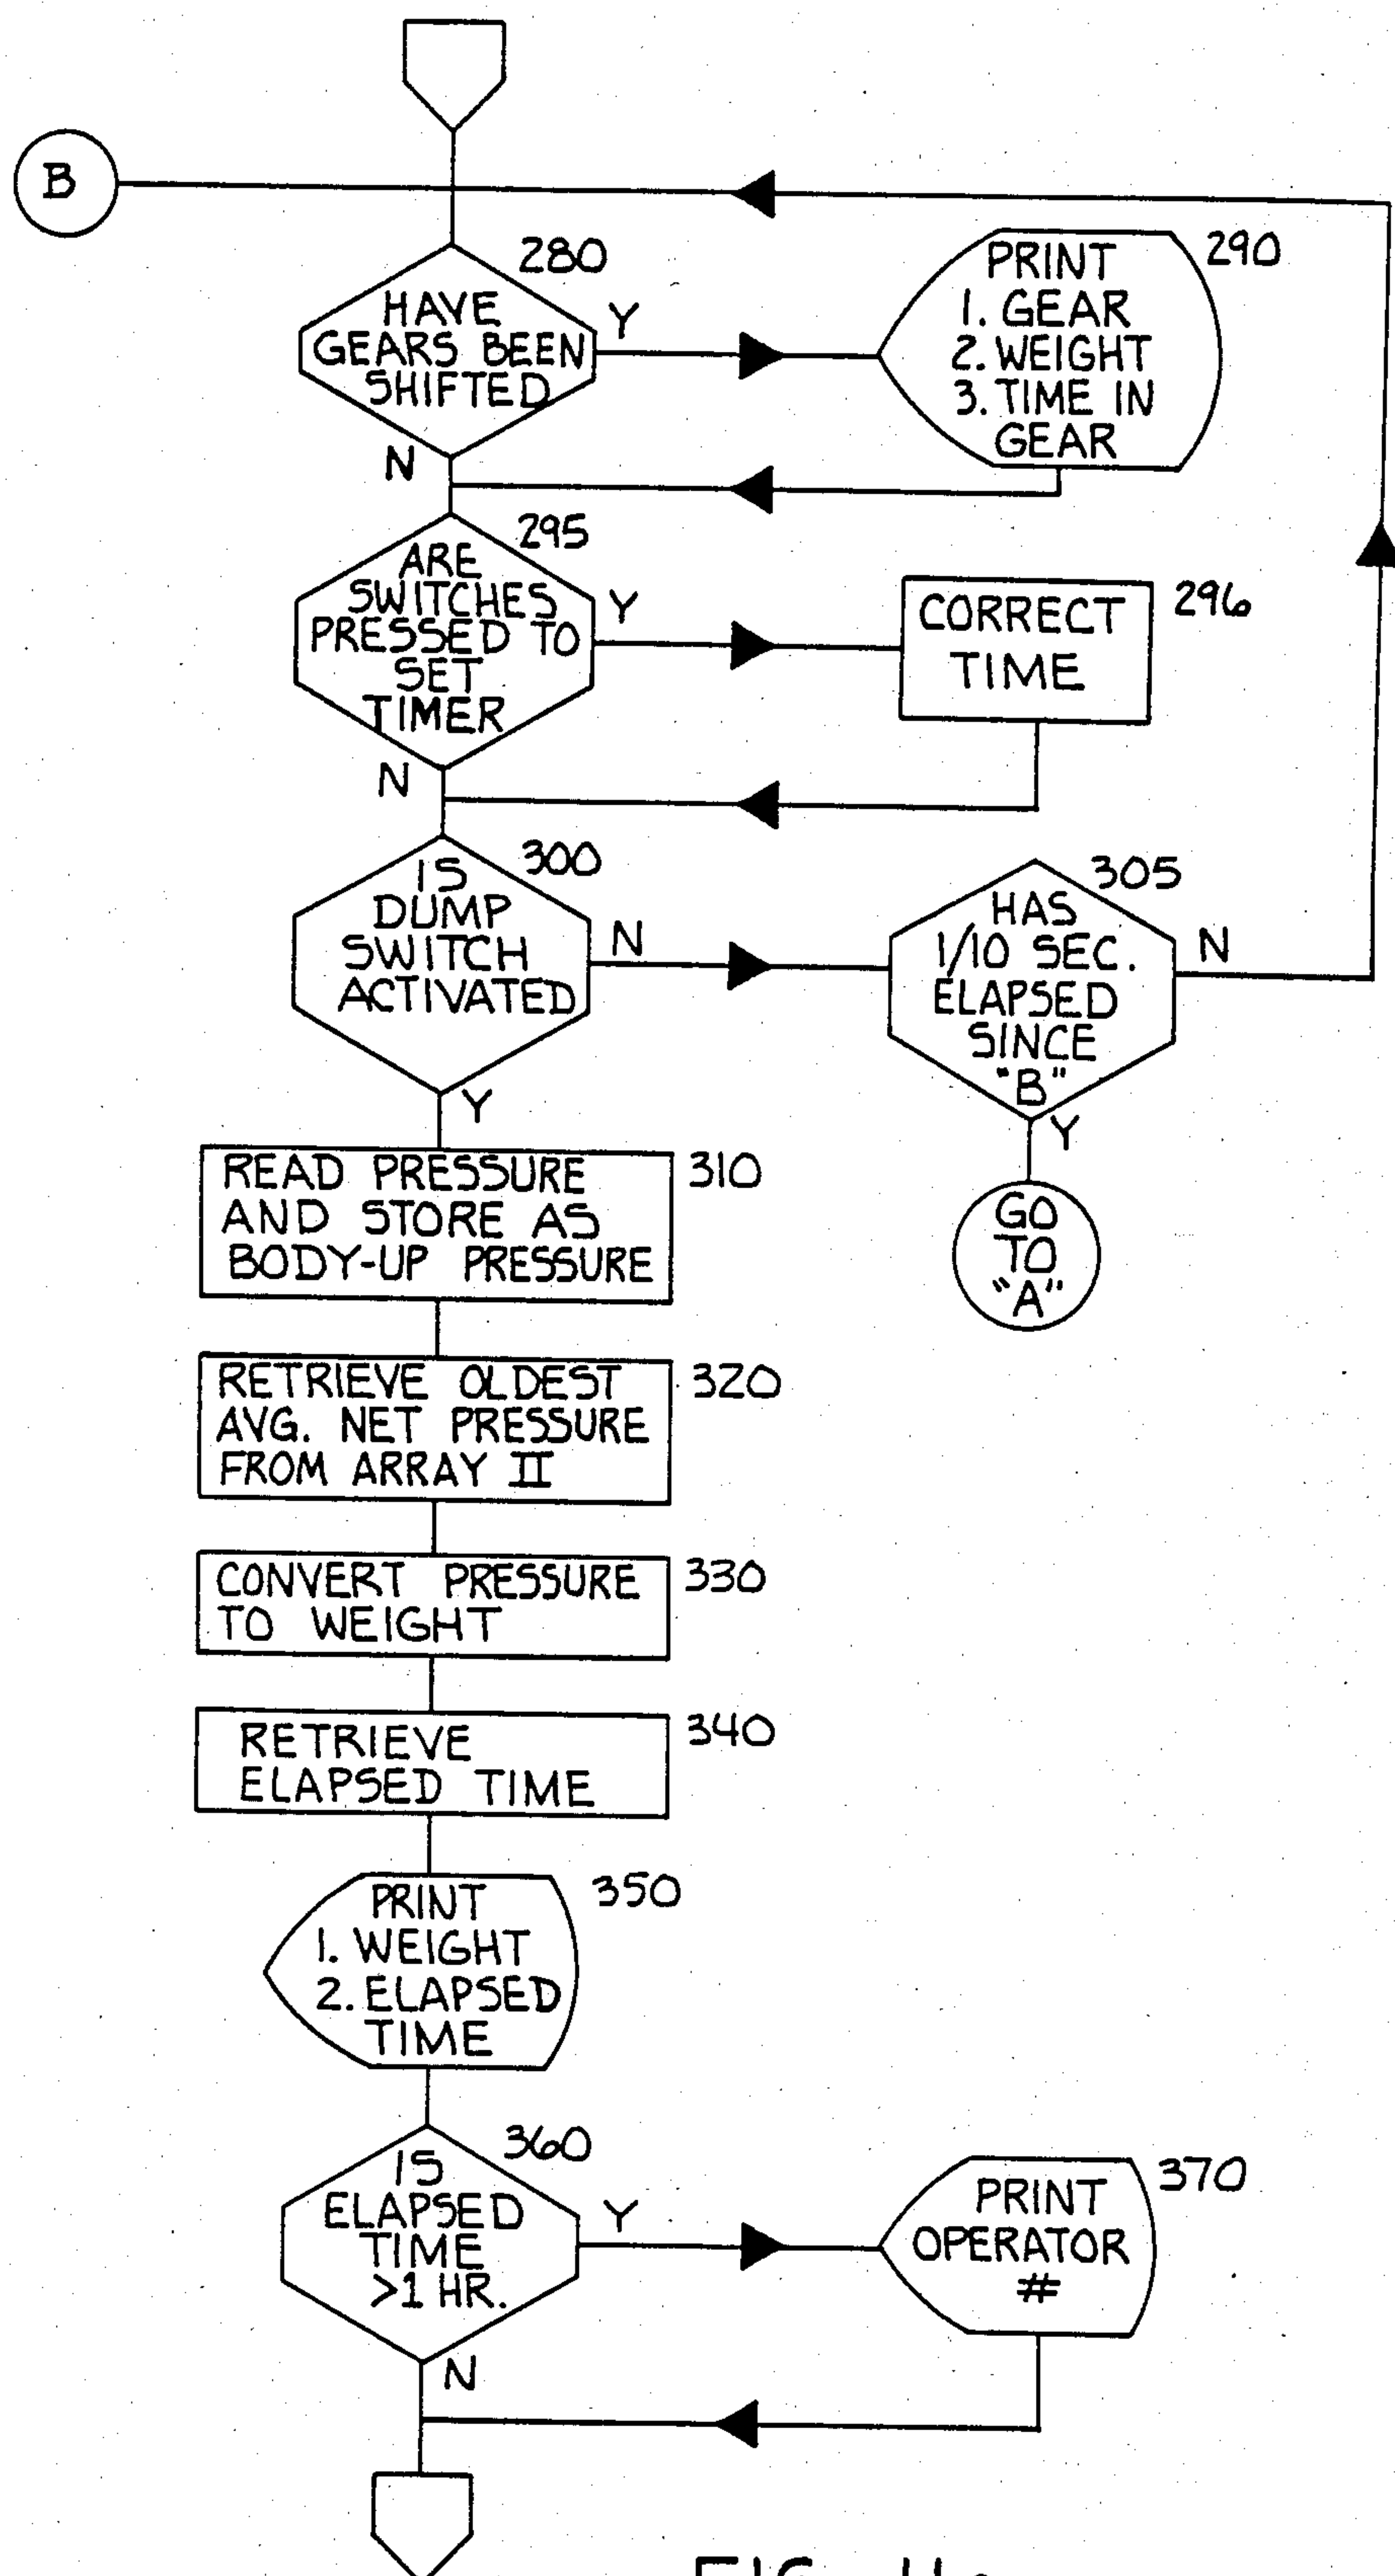 B
280
HAVE
GEARS BEEN
SHIFTED
Y
N
290
PRINT
1. GEAR
2. WEIGHT
3. TIME IN
GEAR
295
ARE
SWITCHES
PRESSED TO
SET
TIMER
Y
N
296
CORRECT
TIME
300
IS
DUMP
SWITCH
ACTIVATED
N
Y
305
HAS
1/10 SEC.
ELAPSED
SINCE
"B"
N
Y
GO
TO
"A"
310
READ PRESSURE
AND STORE AS
BODY-UP PRESSURE
320
RETRIEVE OLDEST
AVG. NET PRESSURE
FROM ARRAY II
330
CONVERT PRESSURE
TO WEIGHT
340
RETRIEVE
ELAPSED TIME
350
PRINT
1. WEIGHT
2. ELAPSED
TIME
360
IS
ELAPSED
TIME
>1 HR.
Y
N
370
PRINT
OPERATOR
#